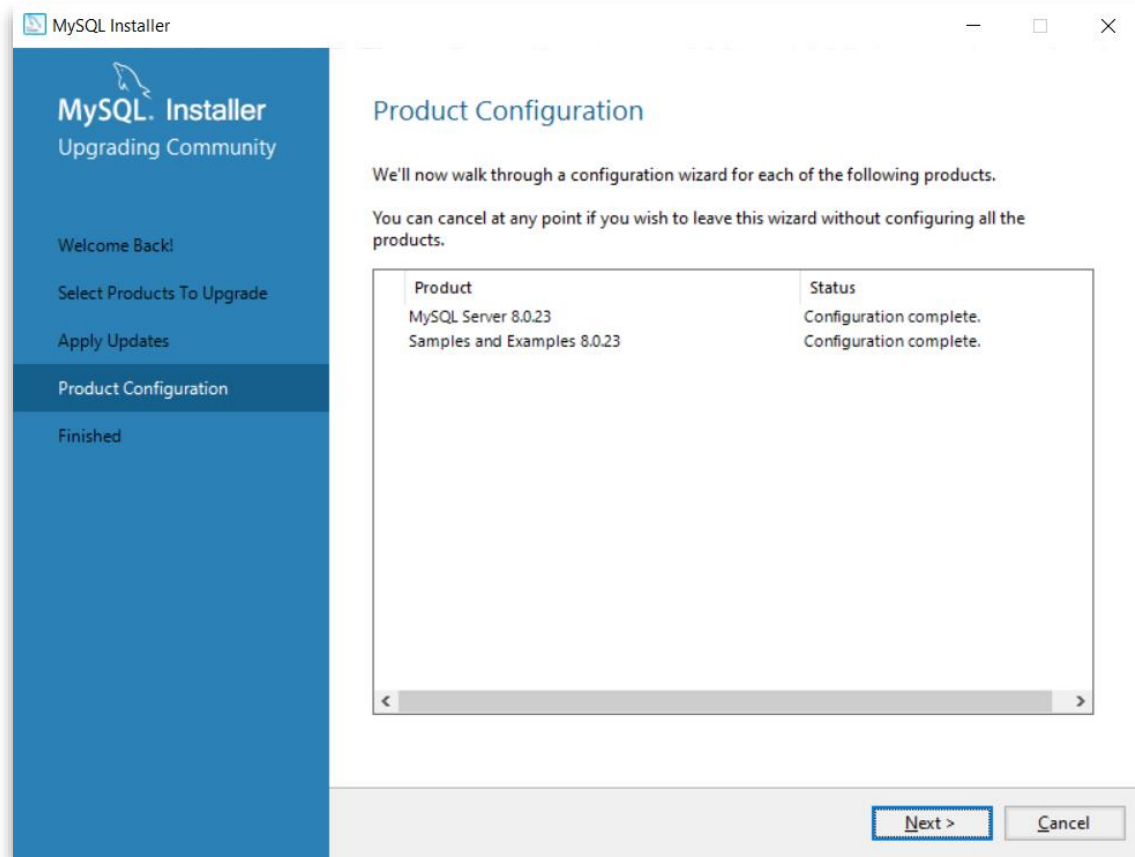 MySQL Installer
MySQL. Installer
Upgrading Community
Welcome Back!
Select Products To Upgrade
Apply Updates
Product Configuration
Finished
Product Configuration
We'll now walk through a configuration wizard for each of the following products.
You can cancel at any point if you wish to leave this wizard without configuring all the
products.
Product Status
MySQL Server 8.0.23 Configuration complete.
Samples and Examples 8.0.23 Configuration complete.
Next > Cancel